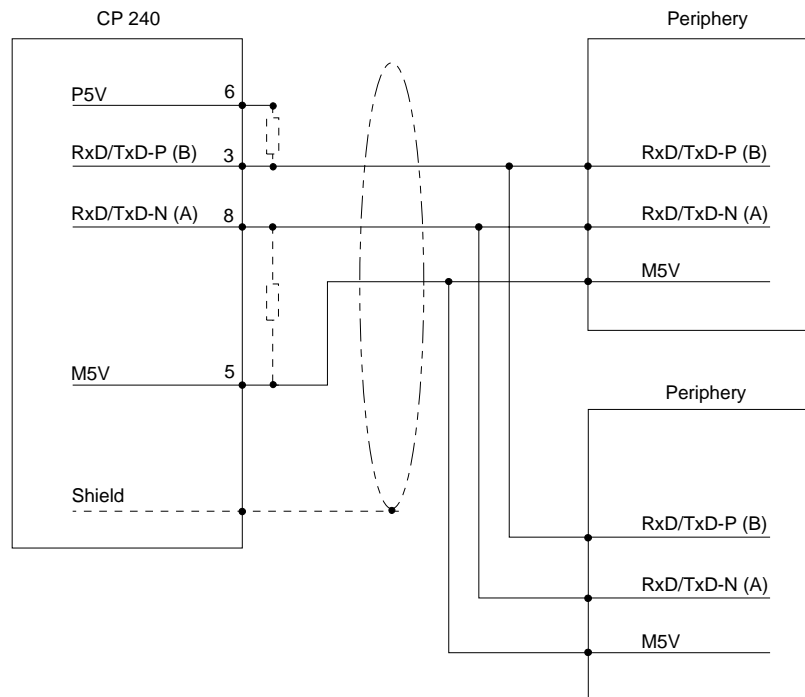 CP 240
Periphery
P5V
6
RxD/TxD-P (B)
3
RxD/TxD-P (B)
RxD/TxD-N (A)
8
RxD/TxD-N (A)
M5V
M5V
5
Periphery
Shield
RxD/TxD-P (B)
RxD/TxD-N (A)
M5V